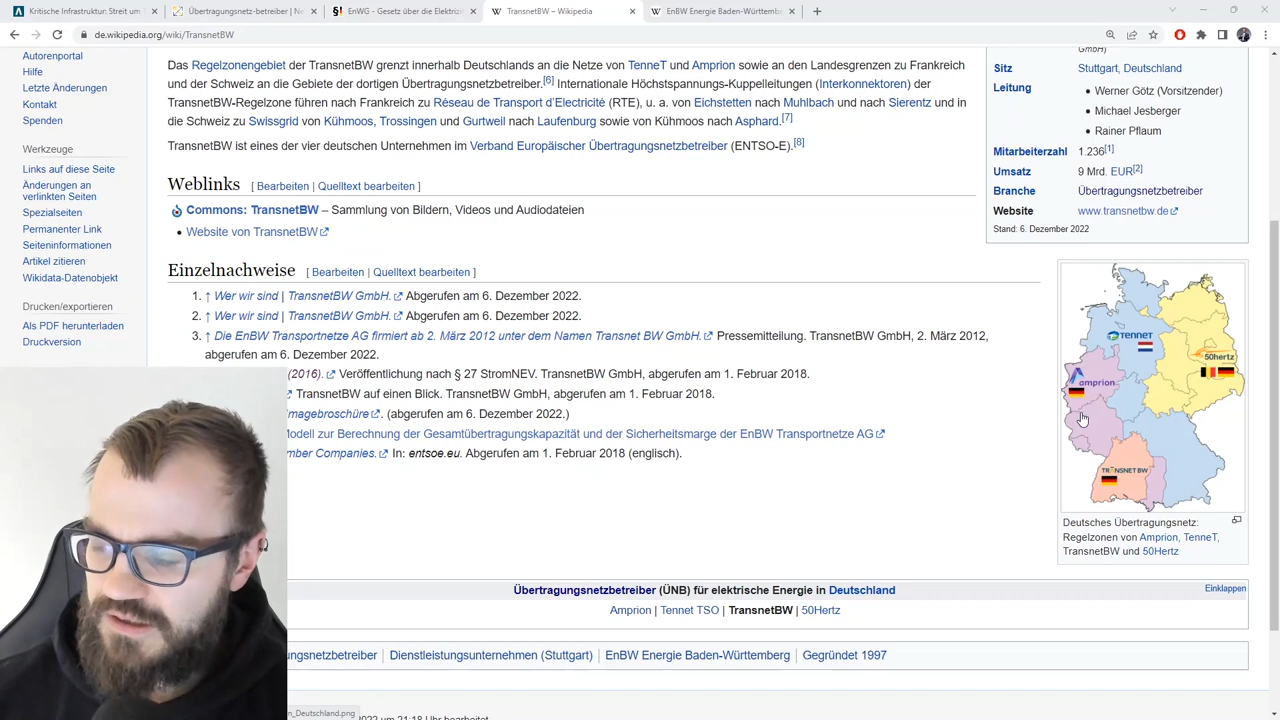 Kritische Infrastruktur: Streit um T
Übertragungsnetz-betreiber | Ne
EnWG - Gesetz über die Elektrizi
TransnetBW – Wikipedia
EnBW Energie Baden-Württemb
de.wikipedia.org/wiki/TransnetBW
Autorenportal
Hilfe
Letzte Änderungen
Kontakt
Spenden
Werkzeuge
Links auf diese Seite
Änderungen an
verlinkten Seiten
Spezialseiten
Permanenter Link
Seiteninformationen
Artikel zitieren
Wikidata-Datenobjekt
Drucken/exportieren
Als PDF herunterladen
Druckversion
Das Regelzonengebiet der TransnetBW grenzt innerhalb Deutschlands an die Netze von TenneT und Amprion sowie an den Landesgrenzen zu Frankreich
und der Schweiz an die Gebiete der dortigen Übertragungsnetzbetreiber.[6] Internationale Höchstspannungs-Kuppelleitungen (Interkonnektoren) der
TransnetBW-Regelzone führen nach Frankreich zu Réseau de Transport d'Electricité (RTE), u. a. von Eichstetten nach Muhlbach und nach Sierentz und in
die Schweiz zu Swissgrid von Kühmoos, Trossingen und Gurtweil nach Laufenburg sowie von Kühmoos nach Asphard.[7]
TransnetBW ist eines der vier deutschen Unternehmen im Verband Europäischer Übertragungsnetzbetreiber (ENTSO-E).[8]
Weblinks [ Bearbeiten | Quelltext bearbeiten ]
Commons: TransnetBW – Sammlung von Bildern, Videos und Audiodateien
• Website von TransnetBW
Einzelnachweise [ Bearbeiten | Quelltext bearbeiten ]
1. ↑ Wer wir sind | TransnetBW GmbH. Abgerufen am 6. Dezember 2022.
2. ↑ Wer wir sind | TransnetBW GmbH. Abgerufen am 6. Dezember 2022.
3. ↑ Die EnBW Transportnetze AG firmiert ab 2. März 2012 unter dem Namen Transnet BW GmbH. Pressemitteilung. TransnetBW GmbH, 2. März 2012,
abgerufen am 6. Dezember 2022.
(2016). Veröffentlichung nach § 27 StromNEV. TransnetBW GmbH, abgerufen am 1. Februar 2018.
TransnetBW auf einen Blick. TransnetBW GmbH, abgerufen am 1. Februar 2018.
magebroschüre. (abgerufen am 6. Dezember 2022.)
Modell zur Berechnung der Gesamtübertragungskapazität und der Sicherheitsmarge der EnBW Transportnetze AG
mber Companies. In: entsoe.eu. Abgerufen am 1. Februar 2018 (englisch).
GmbH)
Sitz Stuttgart, Deutschland
Leitung • Werner Götz (Vorsitzender)
• Michael Jesberger
• Rainer Pflaum
Mitarbeiterzahl 1.236[1]
Umsatz 9 Mrd. EUR[2]
Branche Übertragungsnetzbetreiber
Website www.transnetbw.de
Stand: 6. Dezember 2022
TENNET
50hertz
amprion
TRANSNET BW
Deutsches Übertragungsnetz:
Regelzonen von Amprion, TenneT,
TransnetBW und 50Hertz
Übertragungsnetzbetreiber (ÜNB) für elektrische Energie in Deutschland
Einklappen
Amprion | Tennet TSO | TransnetBW | 50Hertz
ungsnetzbetreiber | Dienstleistungsunternehmen (Stuttgart) | EnBW Energie Baden-Württemberg | Gegründet 1997
n_Deutschland.png
2022 um 21:18 Uhr bearbeitet